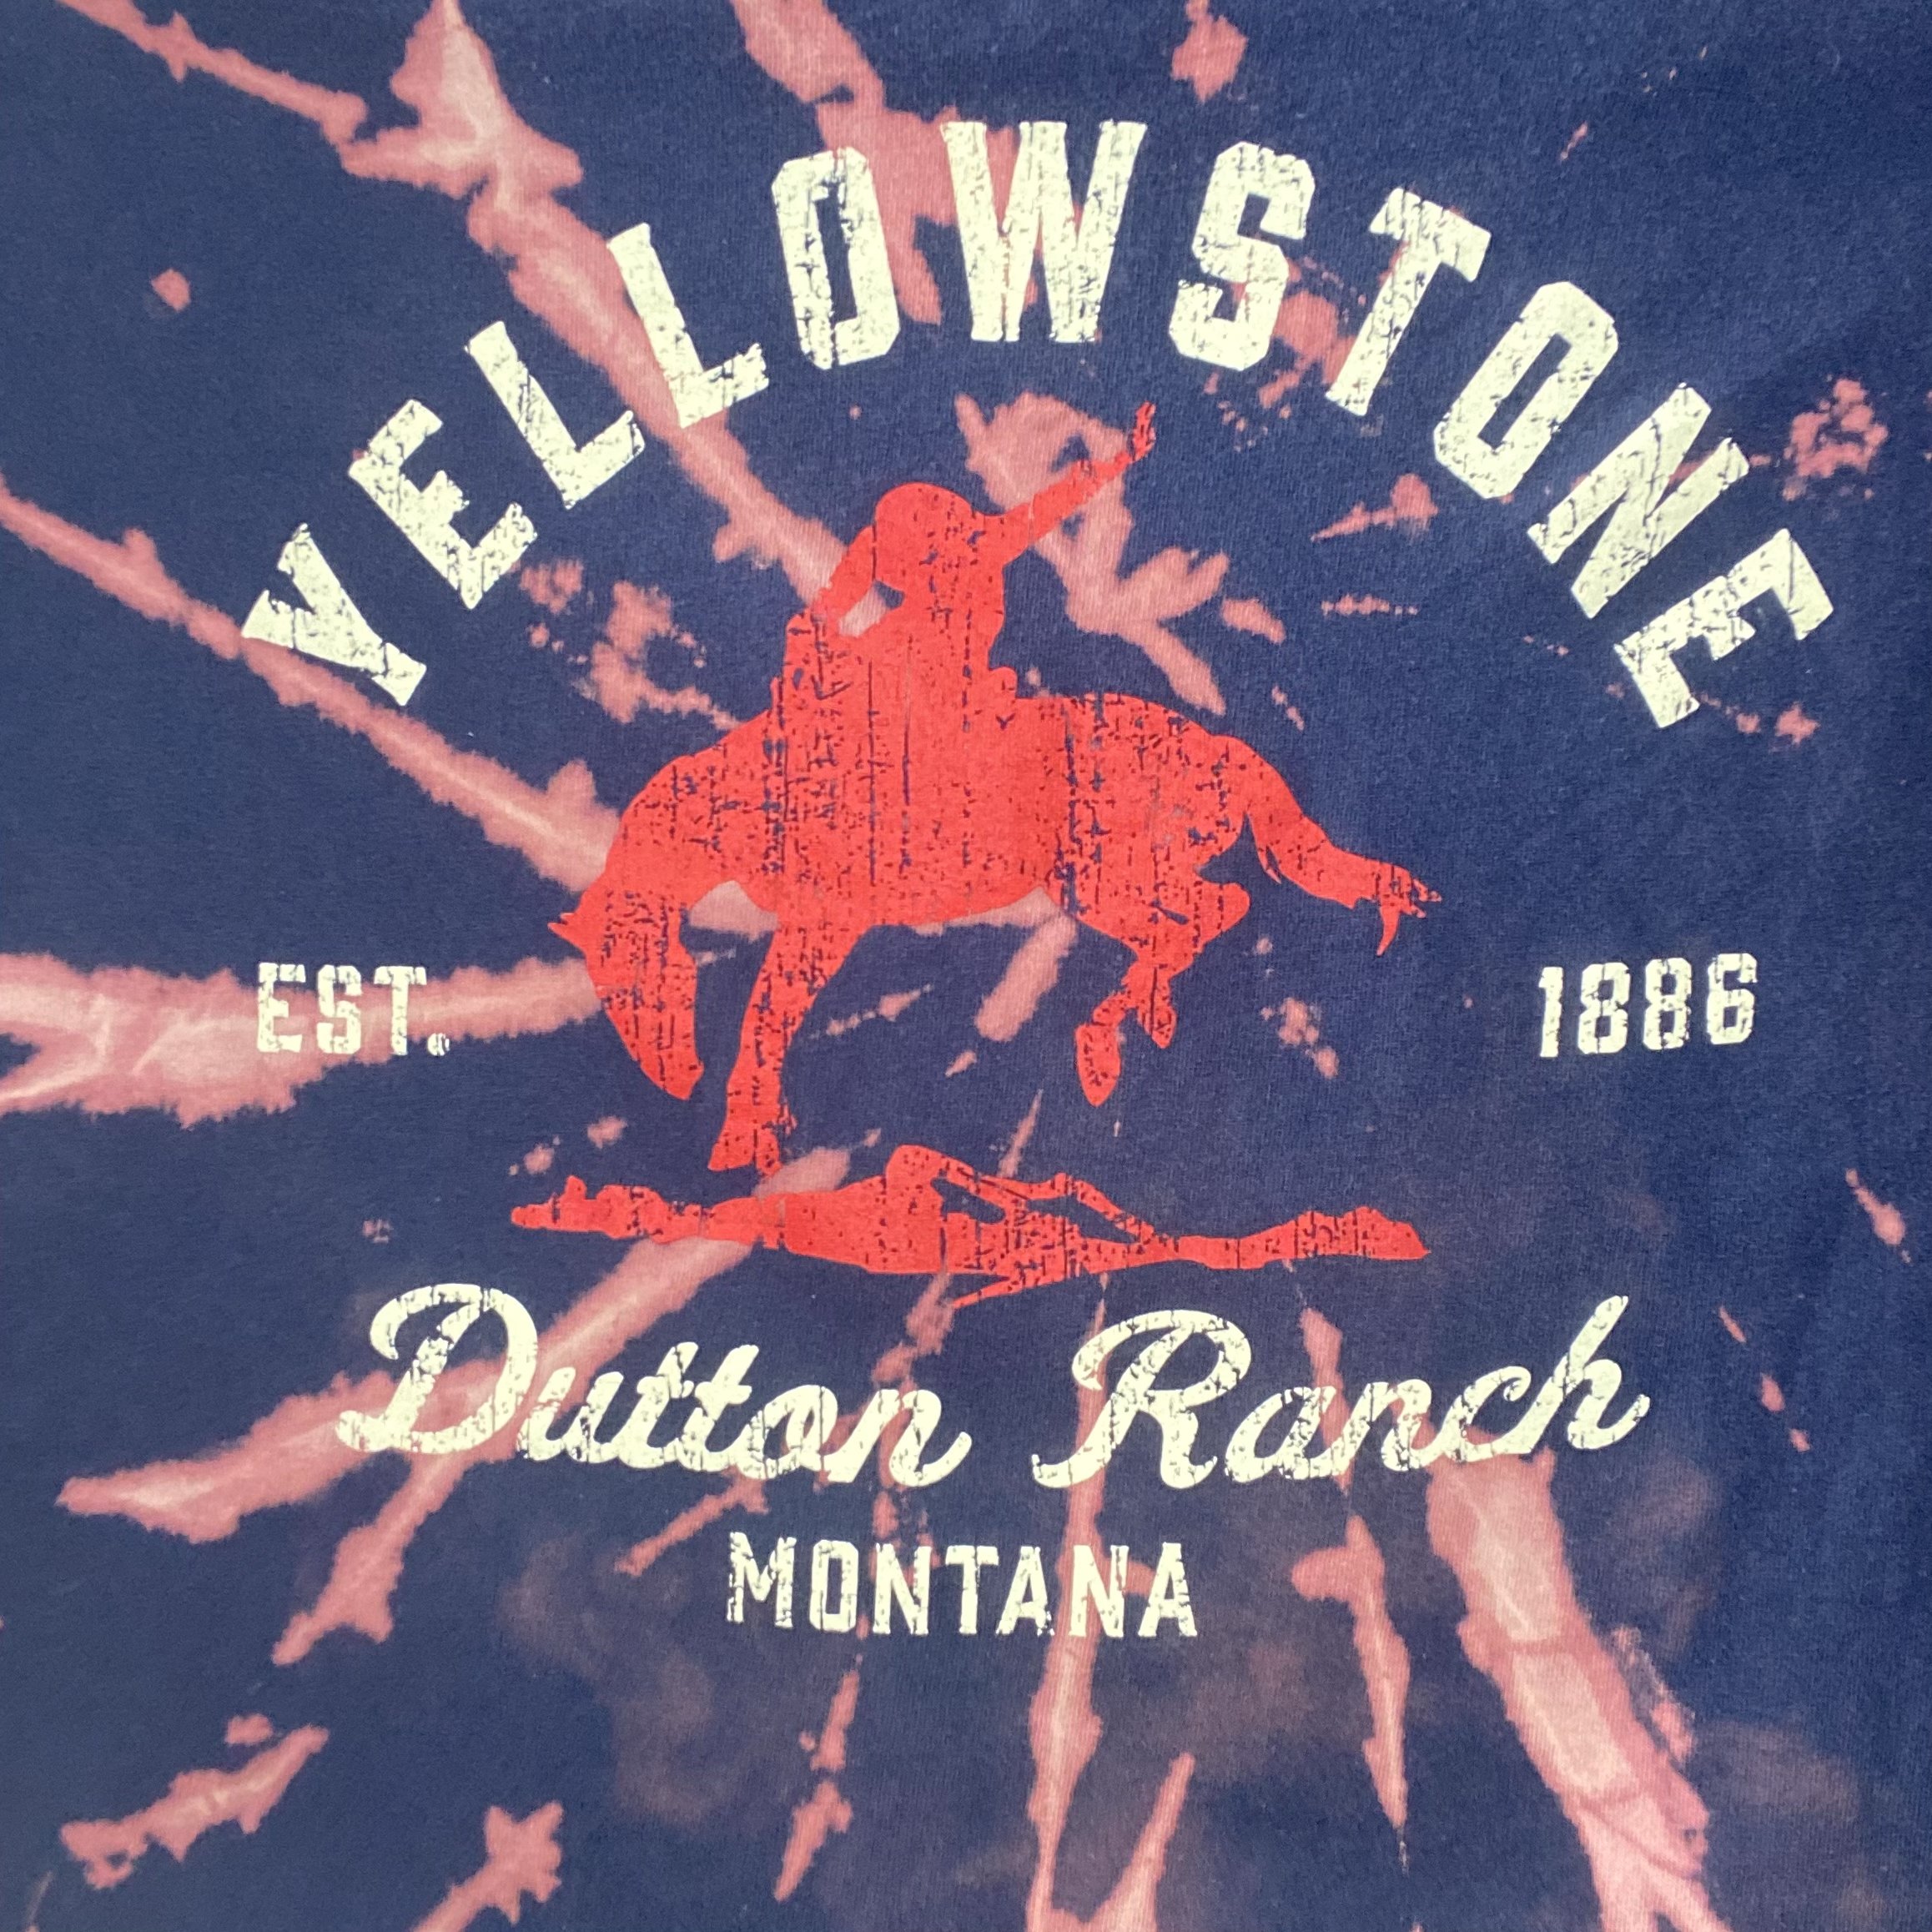 YELLOWSTONE
EST. 1886
Dutton Ranch
MONTANA